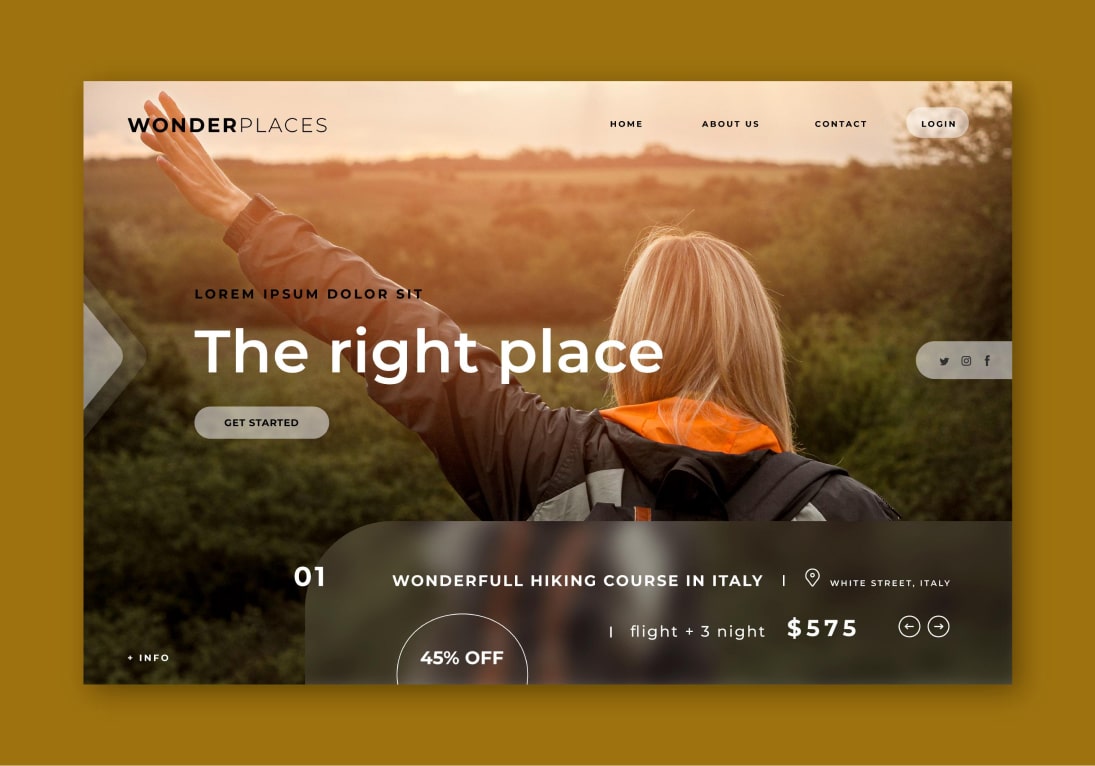 WONDERPLACES
HOME ABOUT US CONTACT LOGIN
LOREM IPSUM DOLOR SIT
The right place
GET STARTED
01
WONDERFULL HIKING COURSE IN ITALY | WHITE STREET, ITALY
| flight + 3 night $575
45% OFF
+ INFO